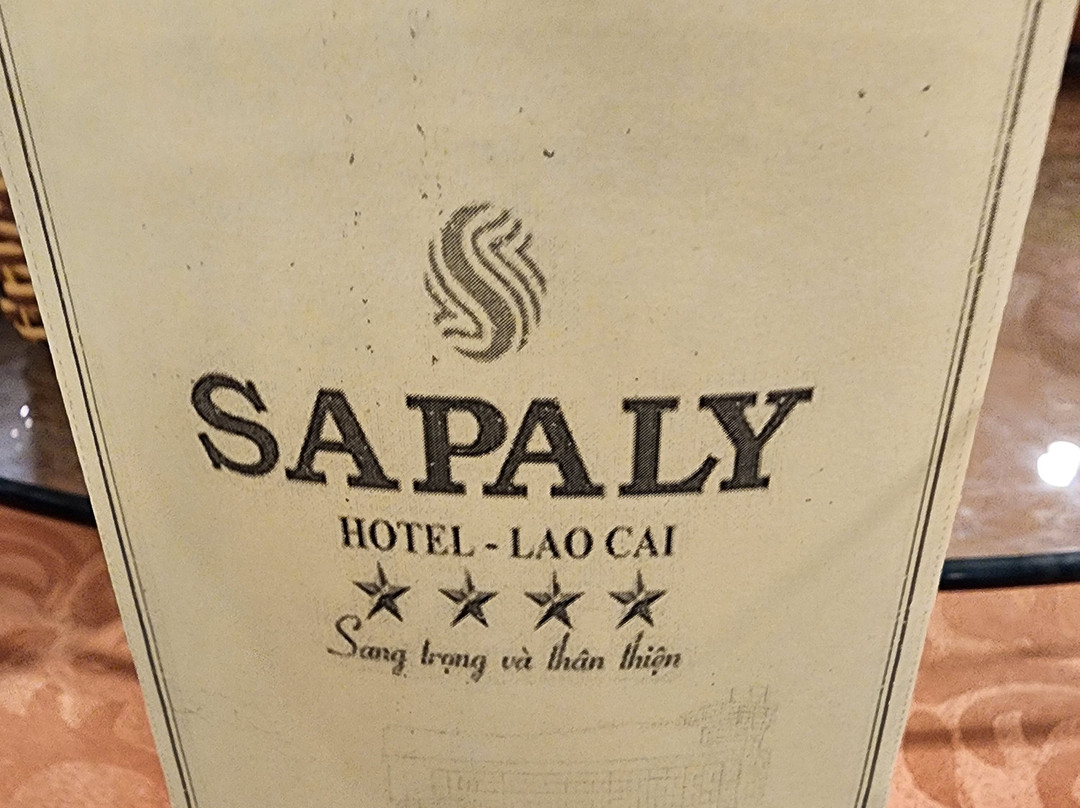 SAPALY
HOTEL - LAO CAI
Sang trọng và thân thiện